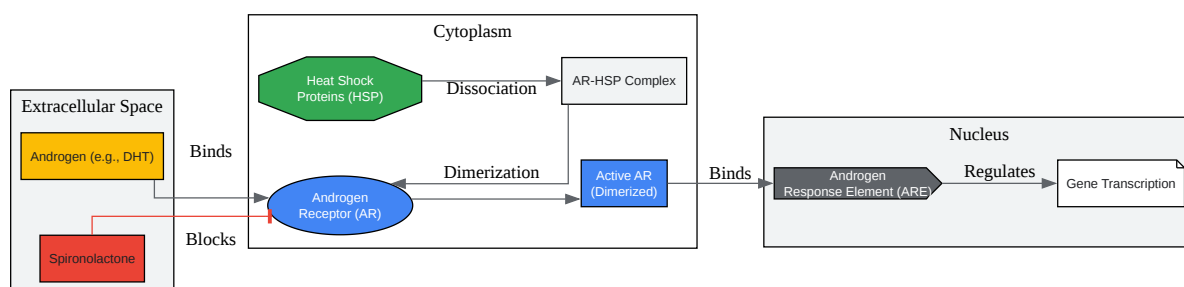 Extracellular Space
Androgen (e.g., DHT)
Spironolactone
Binds
Blocks
Cytoplasm
Heat Shock
Proteins (HSP)
Dissociation
AR-HSP Complex
Dimerization
Androgen
Receptor (AR)
Active AR
(Dimerized)
Binds
Nucleus
Androgen
Response Element (ARE)
Regulates
Gene Transcription